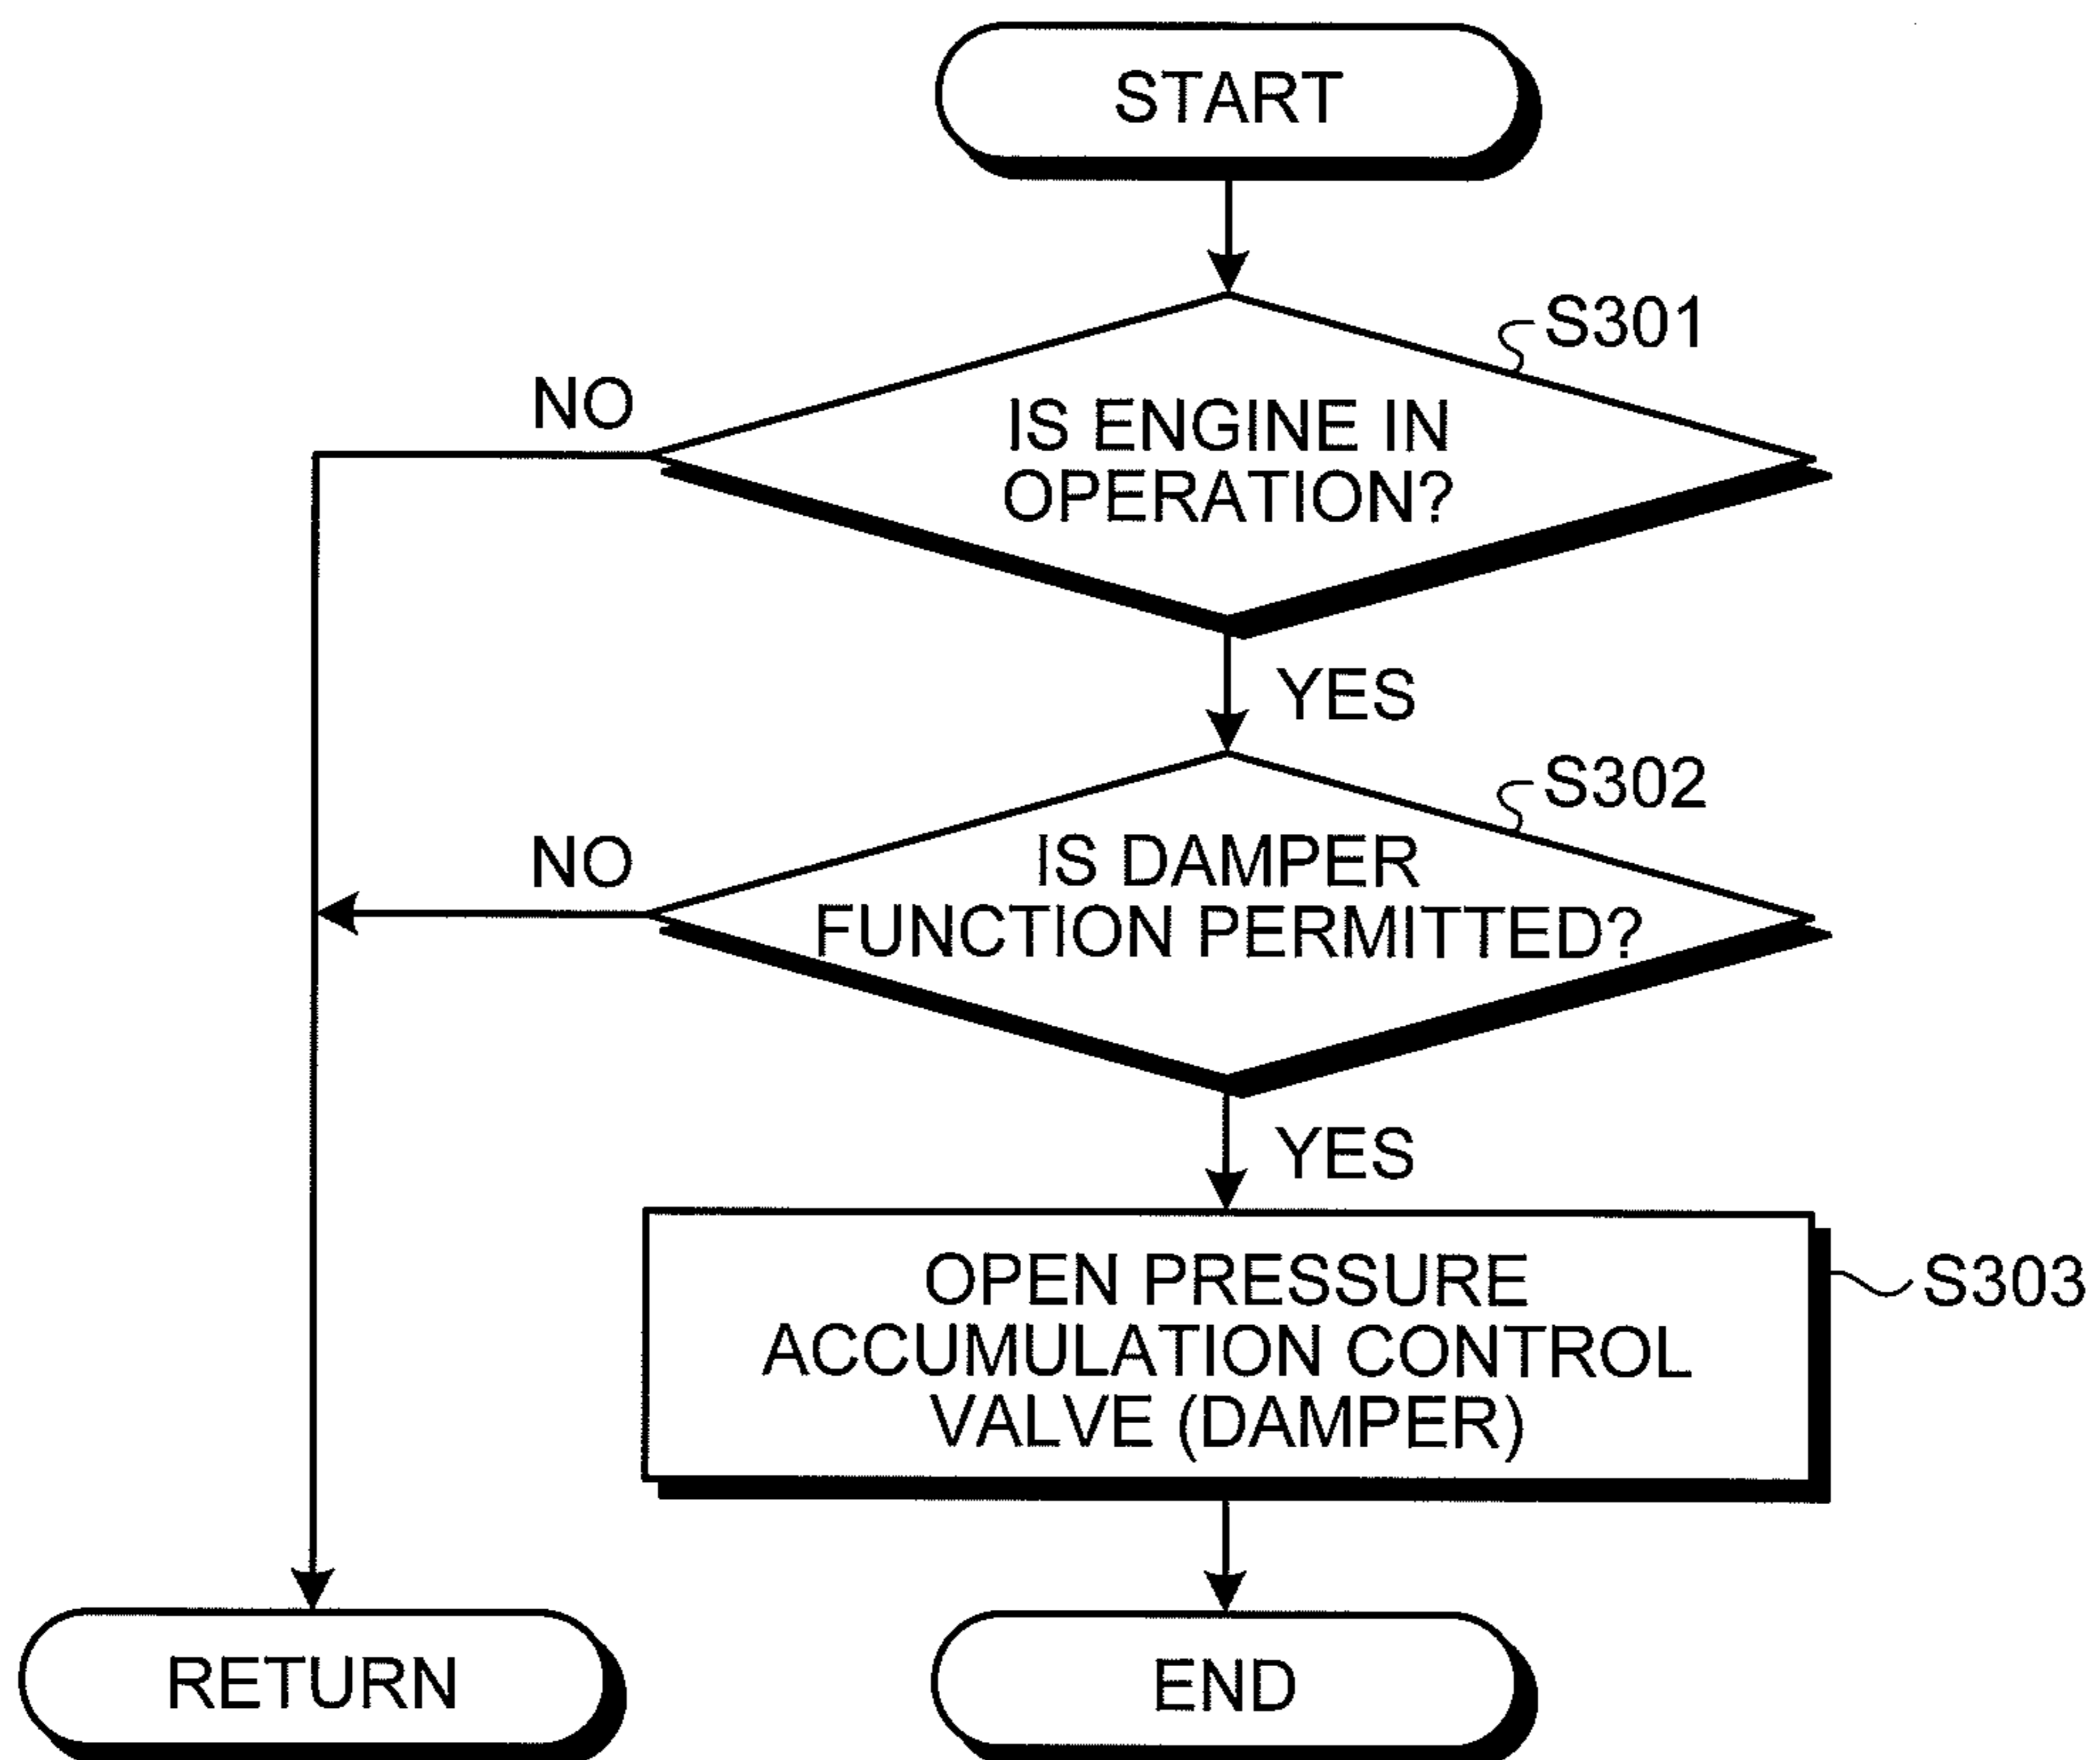 START
S301
NO
IS ENGINE IN
OPERATION?
YES
S302
NO
IS DAMPER
FUNCTION PERMITTED?
YES
OPEN PRESSURE
ACCUMULATION CONTROL
VALVE (DAMPER)
S303
RETURN
END